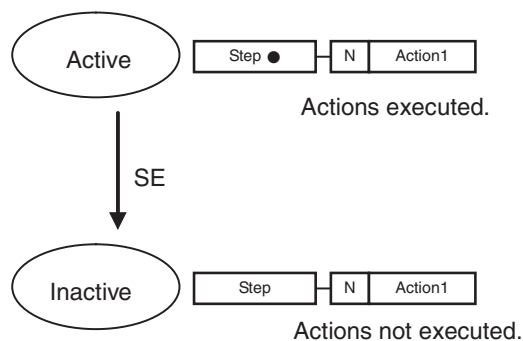 Active Step N Action1
Actions executed.
SE
Inactive Step N Action1
Actions not executed.